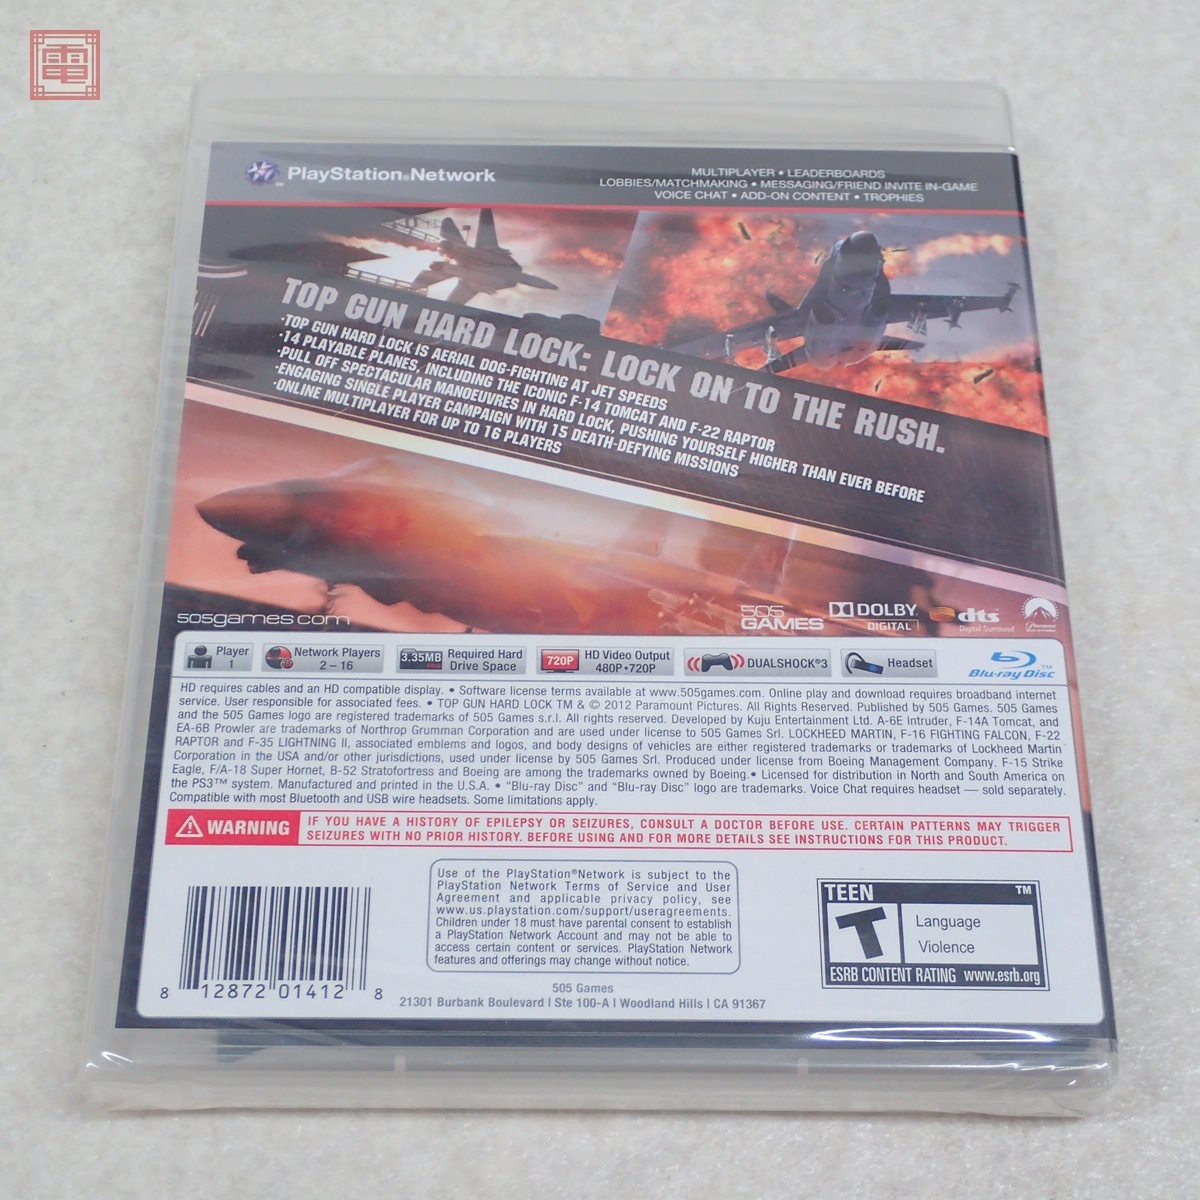 電
PlayStation®Network
MULTIPLAYER • LEADERBOARDS
LOBBIES/MATCHMAKING • MESSAGING/FRIEND INVITE IN-GAME
VOICE CHAT • ADD-ON CONTENT • TROPHIES
TOP GUN HARD LOCK: LOCK ON TO THE RUSH.
·TOP GUN HARD LOCK IS AERIAL DOG-FIGHTING AT JET SPEEDS
·14 PLAYABLE PLANES, INCLUDING THE ICONIC F-14 TOMCAT AND F-22 RAPTOR
·PULL OFF SPECTACULAR MANOEUVRES IN HARD LOCK, PUSHING YOURSELF HIGHER THAN EVER BEFORE
·ENGAGING SINGLE PLAYER CAMPAIGN WITH 15 DEATH-DEFYING MISSIONS
·ONLINE MULTIPLAYER FOR UP TO 16 PLAYERS
505games.com
505
GAMES
DOLBY
DIGITAL
dts
Digital Surround
Paramount
Player
1
Network Players
2 – 16
3.35MB
Required Hard
Drive Space
720P
HD Video Output
480P•720P
DUALSHOCK®3
Headset
Blu-ray Disc™
HD requires cables and an HD compatible display. • Software license terms available at www.505games.com. Online play and download requires broadband internet
service. User responsible for associated fees. • TOP GUN HARD LOCK TM & © 2012 Paramount Pictures. All Rights Reserved. Published by 505 Games. 505 Games
and the 505 Games logo are registered trademarks of 505 Games s.r.l. All rights reserved. Developed by Kuju Entertainment Ltd. A-6E Intruder, F-14A Tomcat, and
EA-6B Prowler are trademarks of Northrop Grumman Corporation and are used under license to 505 Games Srl. LOCKHEED MARTIN, F-16 FIGHTING FALCON, F-22
RAPTOR and F-35 LIGHTNING II, associated emblems and logos, and body designs of vehicles are either registered trademarks or trademarks of Lockheed Martin
Corporation in the USA and/or other jurisdictions, used under license by 505 Games Srl. Produced under license from Boeing Management Company. F-15 Strike
Eagle, F/A-18 Super Hornet, B-52 Stratofortress and Boeing are among the trademarks owned by Boeing.• Licensed for distribution in North and South America on
the PS3™ system. Manufactured and printed in the U.S.A. • “Blu-ray Disc” and “Blu-ray Disc” logo are trademarks. Voice Chat requires headset — sold separately.
Compatible with most Bluetooth and USB wire headsets. Some limitations apply.
WARNING
IF YOU HAVE A HISTORY OF EPILEPSY OR SEIZURES, CONSULT A DOCTOR BEFORE USE. CERTAIN PATTERNS MAY TRIGGER
SEIZURES WITH NO PRIOR HISTORY. BEFORE USING AND FOR MORE DETAILS SEE INSTRUCTIONS FOR THIS PRODUCT.
Use of the PlayStation®Network is subject to the
PlayStation Network Terms of Service and User
Agreement and applicable privacy policy, see
www.us.playstation.com/support/useragreements.
Children under 18 must have parental consent to establish
a PlayStation Network Account and may not be able to
access certain content or services. PlayStation Network
features and offerings may change without notice.
TEEN ™
T
Language
Violence
ESRB CONTENT RATING www.esrb.org
8 12872 01412 8
505 Games
21301 Burbank Boulevard | Ste 100-A | Woodland Hills | CA 91367